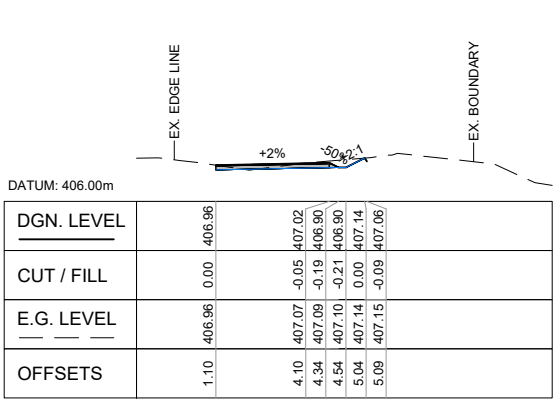 EX. EDGE LINE
EX. BOUNDARY
+2%
-50%
2:1
DATUM: 406.00m
DGN. LEVEL 406.96 407.02 406.90 406.90 407.14 407.06
CUT / FILL 0.00 -0.05 -0.19 -0.21 0.00 -0.09
E.G. LEVEL 406.96 407.07 407.09 407.10 407.14 407.15
OFFSETS 1.10 4.10 4.34 4.54 5.04 5.09